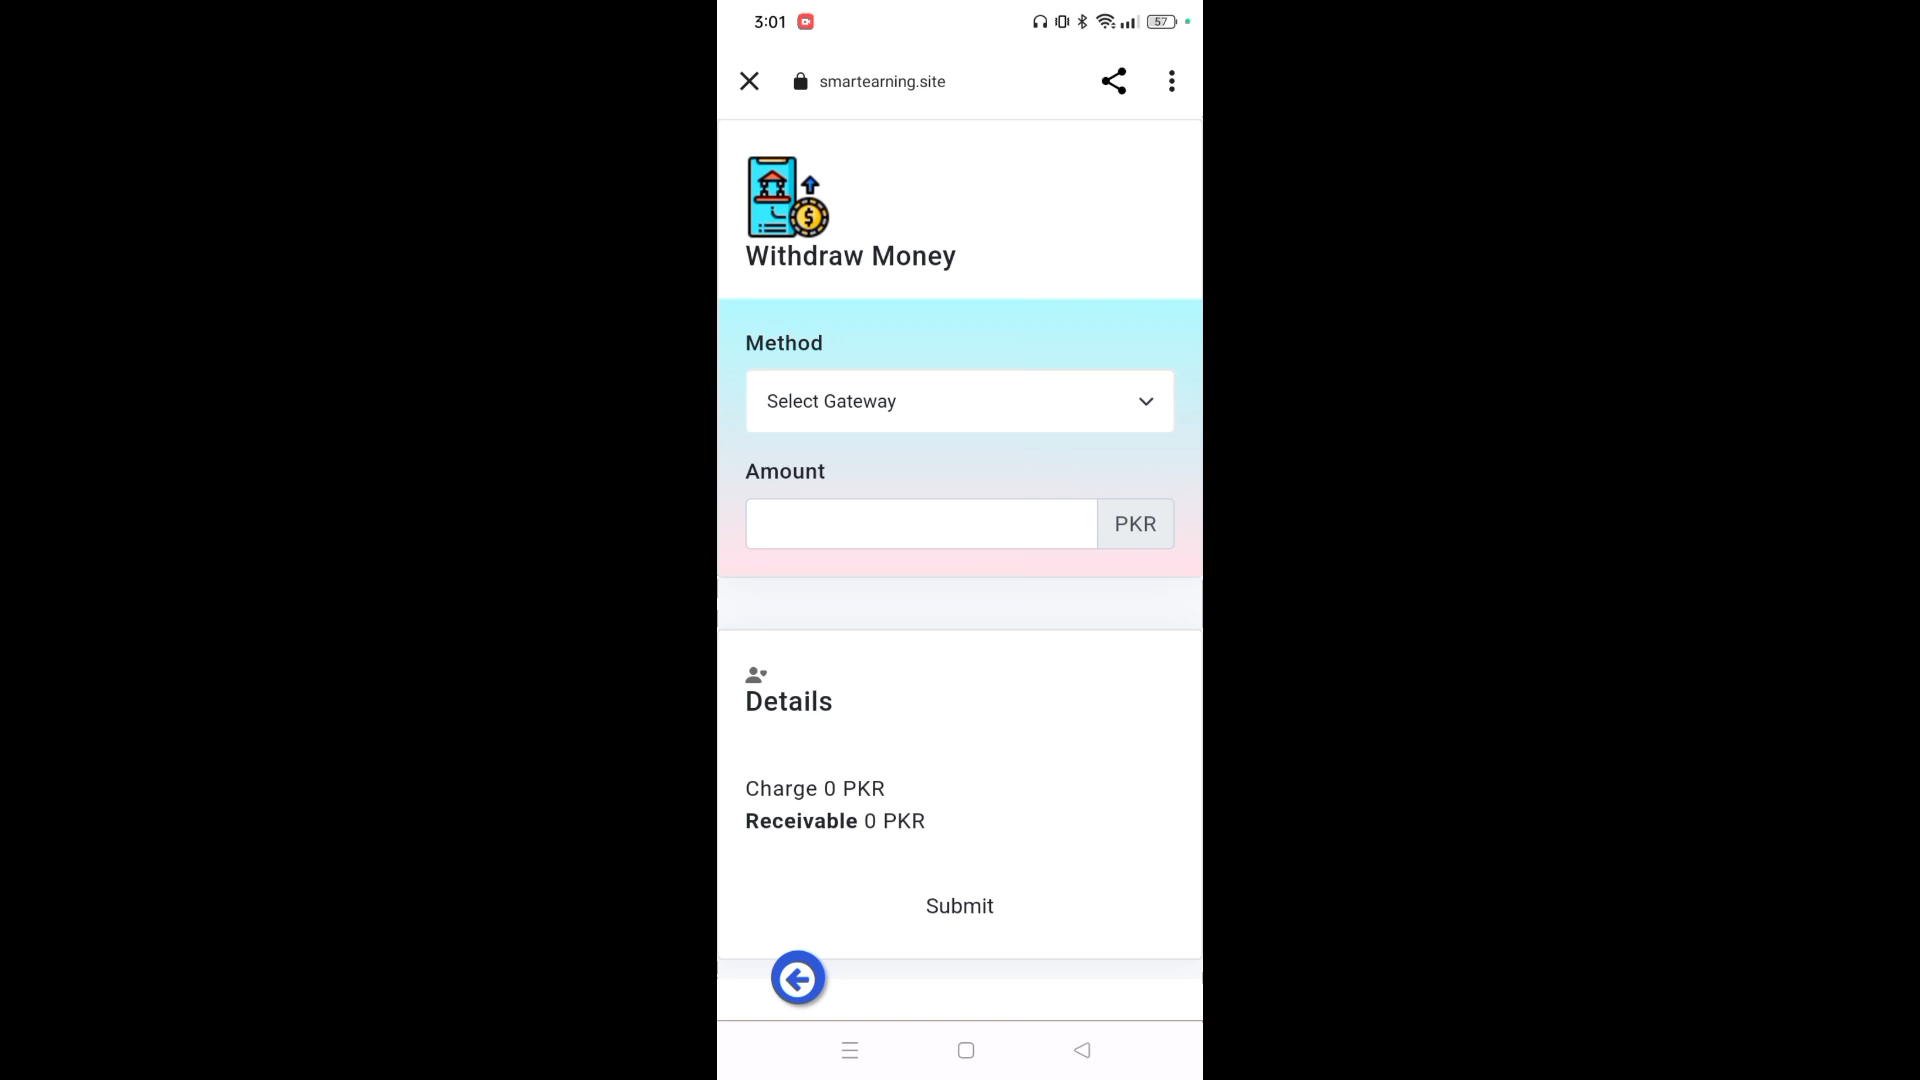 3:01
57
smartearning.site
$
Withdraw Money
Method
Select Gateway
Amount
PKR
Details
Charge 0 PKR
Receivable 0 PKR
Submit